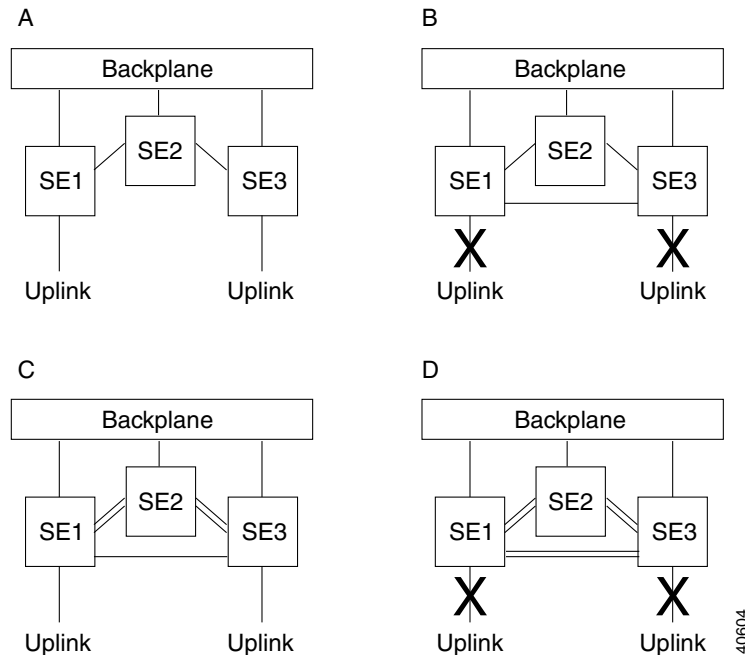 A
Backplane
SE2
SE1
SE3
Uplink
Uplink
B
Backplane
SE2
SE1
SE3
X
X
Uplink
Uplink
C
Backplane
SE2
SE1
SE3
Uplink
Uplink
D
Backplane
SE2
SE1
SE3
X
X
Uplink
Uplink
40604